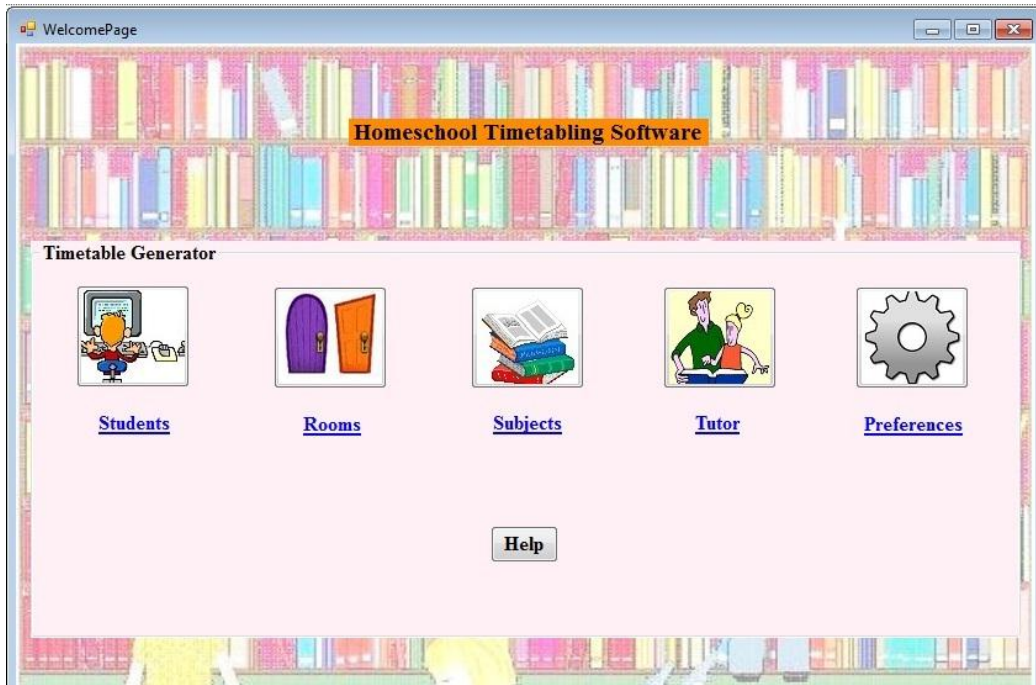 WelcomePage
Homeschool Timetabling Software
Timetable Generator
Students
Rooms
Subjects
Tutor
Preferences
Help